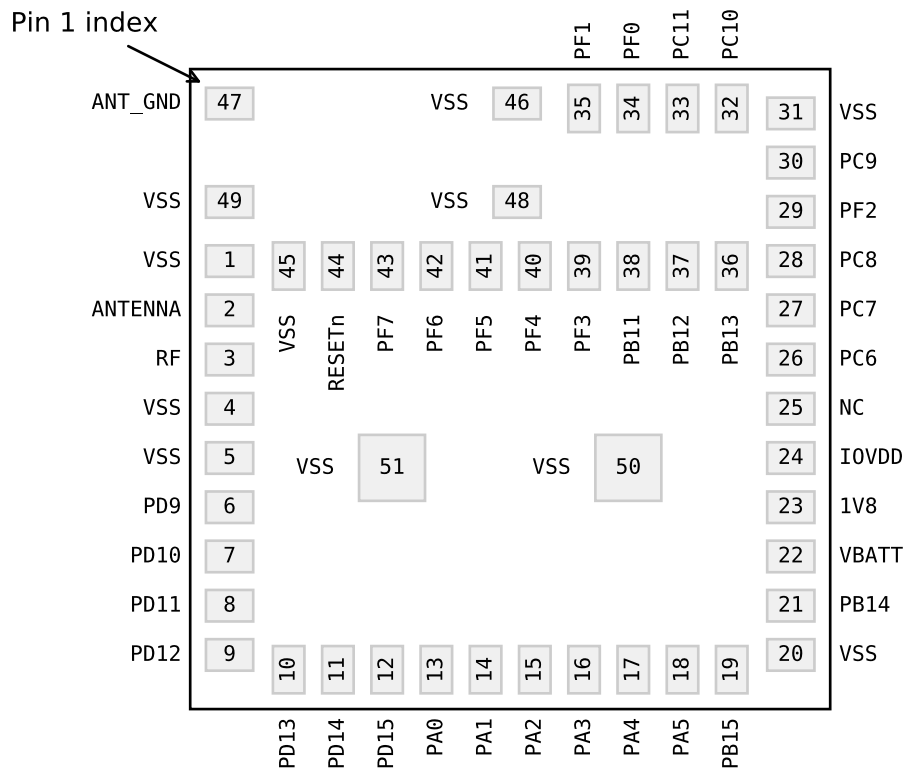 Pin 1 index
PF1 PF0 PC11 PC10
ANT_GND 47 VSS 46 35 34 33 32 31 VSS
30 PC9
VSS 49 VSS 48 29 PF2
VSS 1 45 44 43 42 41 40 39 38 37 36 28 PC8
ANTENNA 2 27 PC7
VSS RESETn PF7 PF6 PF5 PF4 PF3 PB11 PB12 PB13
RF 3 26 PC6
VSS 4 25 NC
VSS 5 VSS 51 VSS 50 24 IOVDD
PD9 6 23 1V8
PD10 7 22 VBATT
PD11 8 21 PB14
PD12 9 20 VSS
10 11 12 13 14 15 16 17 18 19
PD13 PD14 PD15 PA0 PA1 PA2 PA3 PA4 PA5 PB15